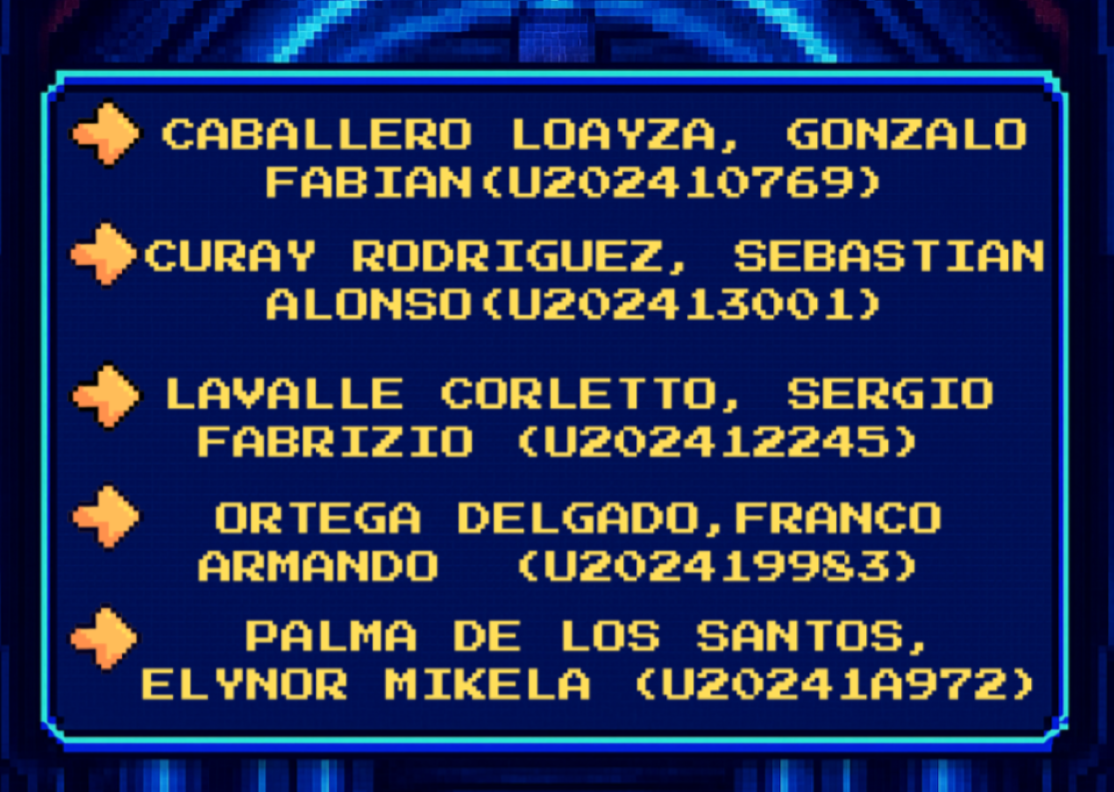 CABALLERO LOAYZA, GONZALO
FABIAN(U202410769)
CURAY RODRIGUEZ, SEBASTIAN
ALONSO(U202413001)
LAVALLE CORLETTO, SERGIO
FABRIZIO (U202412245)
ORTEGA DELGADO,FRANCO
ARMANDO (U202419983)
PALMA DE LOS SANTOS,
ELYNOR MIKELA (U20241A972)